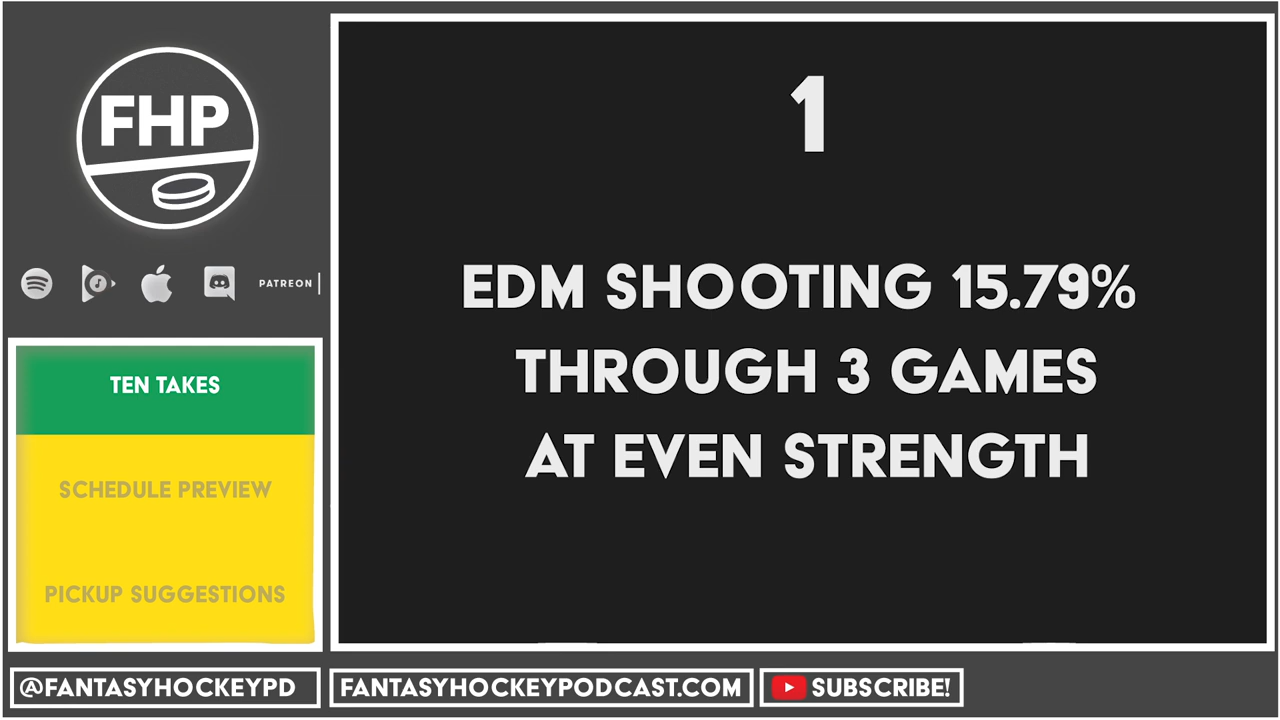 FHP
PATREON
TEN TAKES
SCHEDULE PREVIEW
PICKUP SUGGESTIONS
1
EDM SHOOTING 15.79%
THROUGH 3 GAMES
AT EVEN STRENGTH
@FANTASYHOCKEYPD
FANTASYHOCKEYPODCAST.COM
SUBSCRIBE!